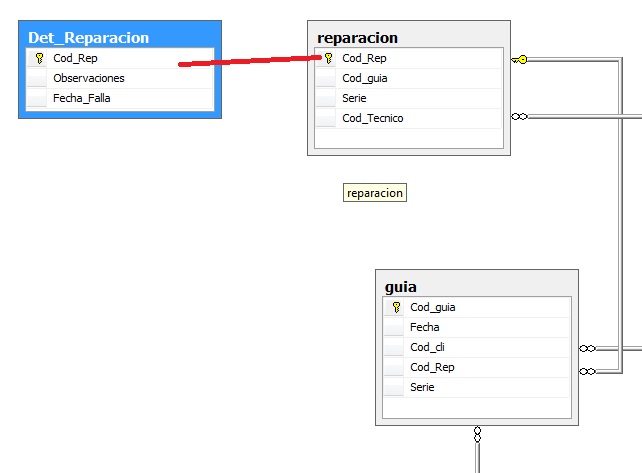 Det_Reparacion
Cod_Rep
Observaciones
Fecha_Falla
reparacion
Cod_Rep
Cod_guia
Serie
Cod_Tecnico
reparacion
guia
Cod_guia
Fecha
Cod_cli
Cod_Rep
Serie